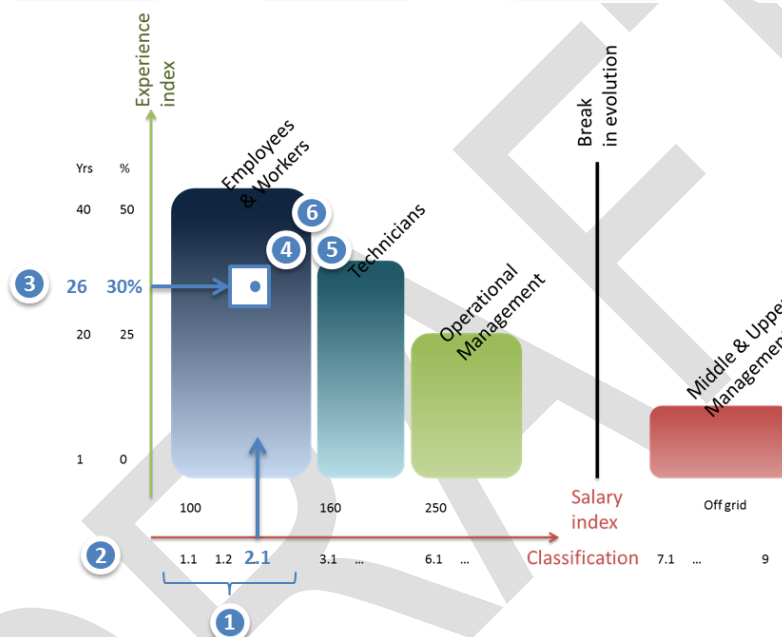 Experience
index
Break
in evolution
Yrs %
40 50
26 30%
20 25
1 0
Employees
& Workers
Technicians
Operational
Management
Middle & Upper
Management
6
4
5
3
100 160 250
Salary
index
Off grid
2
1.1 1.2 2.1 3.1 ... 6.1 ...
Classification
7.1 ... 9
1